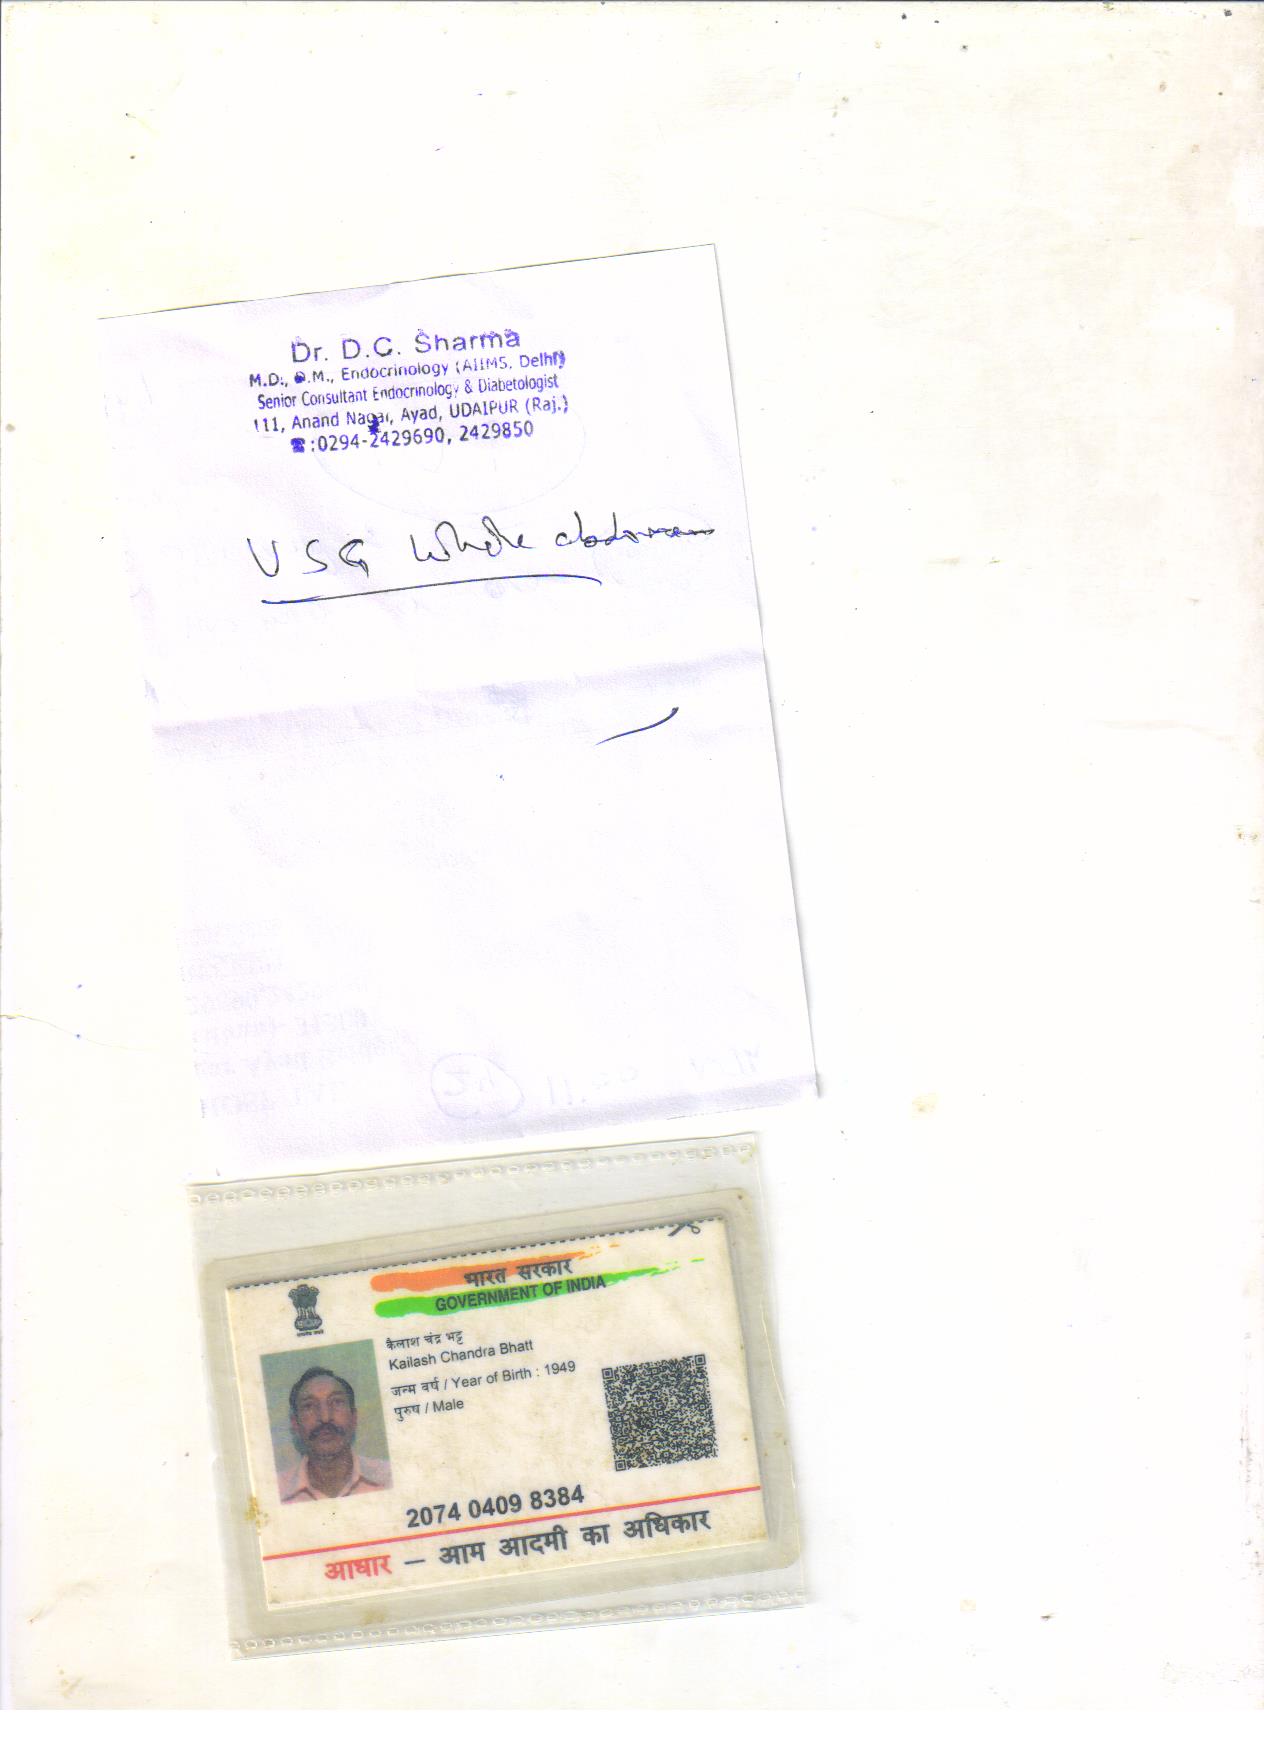 Dr. D.C. Sharma
M.D., D.M., Endocrinology (AIIMS, Delhi)
Senior Consultant Endocrinology & Diabetologist
111, Anand Nagar, Ayad, UDAIPUR (Raj.)
☎:0294-2429690, 2429850
USG Whole abdomen
भारत सरकार
GOVERNMENT OF INDIA
कैलाश चंद्र भट्ट
Kailash Chandra Bhatt
जन्म वर्ष / Year of Birth : 1949
पुरुष / Male
2074 0409 8384
आधार – आम आदमी का अधिकार